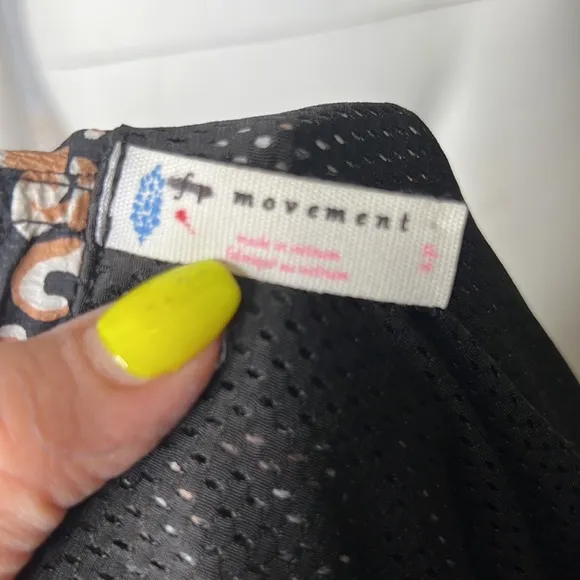 fp movement
made in vietnam
fabriqué au vietnam